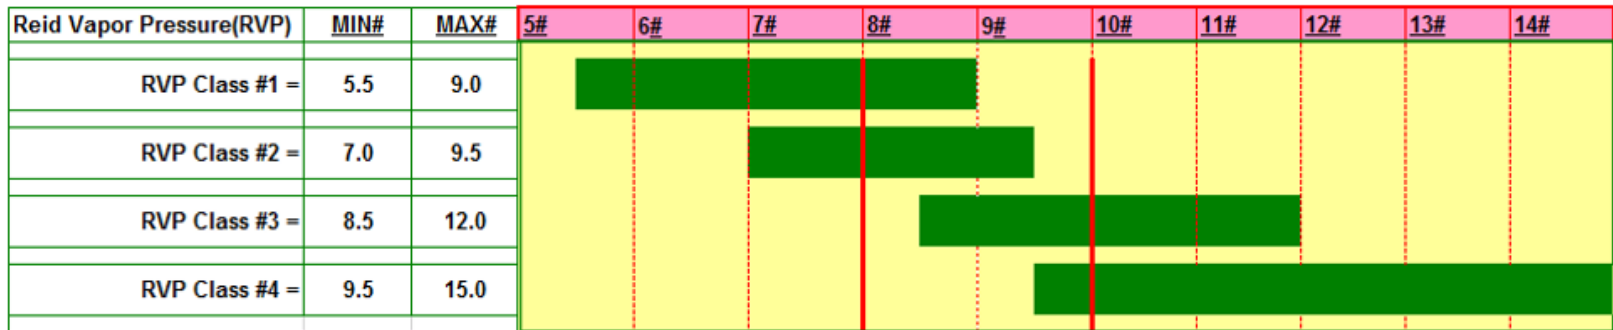 Reid Vapor Pressure(RVP) MIN# MAX# 5# 6# 7# 8# 9# 10# 11# 12# 13# 14#
RVP Class #1 = 5.5 9.0
RVP Class #2 = 7.0 9.5
RVP Class #3 = 8.5 12.0
RVP Class #4 = 9.5 15.0